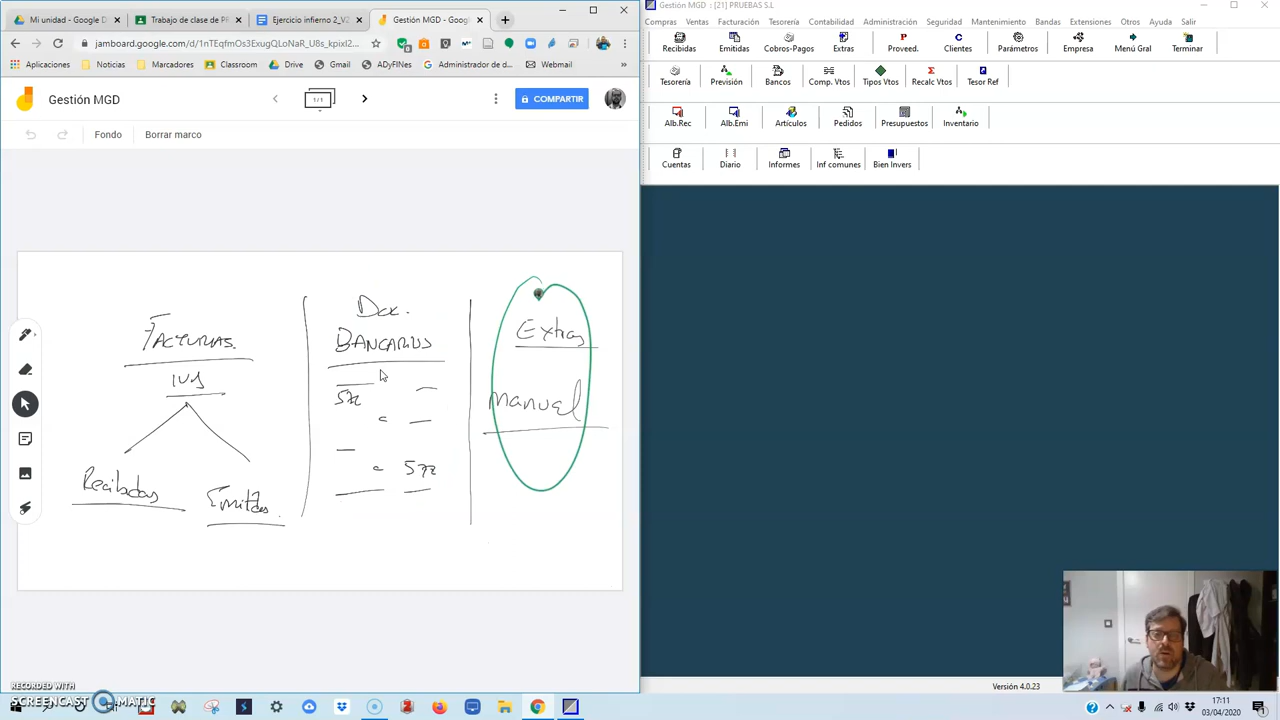 Mi unidad - Google D
Trabajo de clase de PF
Ejercicio infierno 2_V2
Gestión MGD - Goog
jamboard.google.com/d/1nTEqfmOs3ExugQLoNaR_U8s_kpixl2...
Aplicaciones
Noticias
Marcadores
Classroom
Drive
Gmail
ADyFINes
Administrador de d...
Webmail
Gestión MGD
1/1
COMPARTIR
Fondo
Borrar marco
FACTURAS.
IVA
Recibidas
Emitidas.
Doc.
BANCARIOS
572
a
a 572
Extras
manual
Gestión MGD : [21] PRUEBAS S.L
Compras Ventas Facturación Tesorería Contabilidad Administración Seguridad Mantenimiento Bandas Extensiones Otros Ayuda Salir
Recibidas Emitidas Cobros-Pagos Extras Proveed. Clientes Parámetros Empresa Menú Gral Terminar
Tesorería Previsión Bancos Comp. Vtos Tipos Vtos Recalc Vtos Tesor Ref
Alb.Rec Alb.Emi Artículos Pedidos Presupuestos Inventario
Cuentas Diario Informes Inf comunes Bien Invers
Versión 4.0.23
RECORDED WITH
SCREENCAST MATIC
17:11
03/04/2020